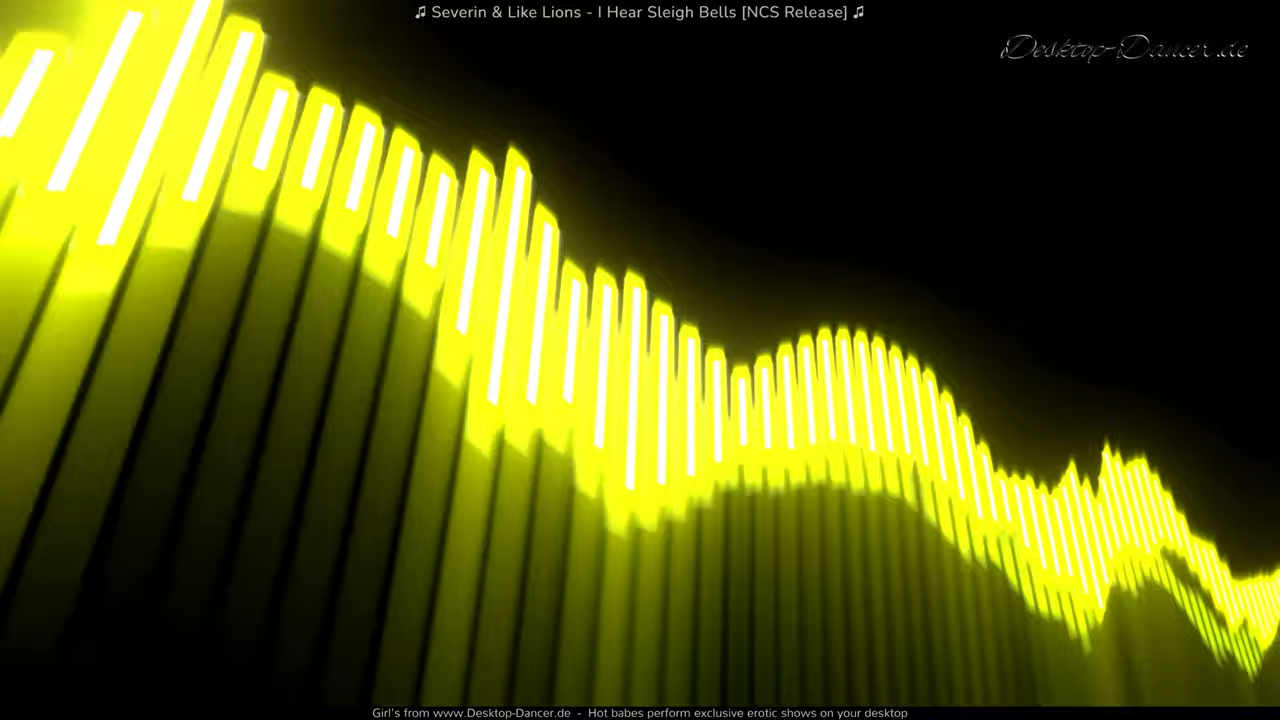 ♫ Severin & Like Lions - I Hear Sleigh Bells [NCS Release] ♫
Desktop-Dancer.de
Girl's from www.Desktop-Dancer.de - Hot babes perform exclusive erotic shows on your desktop